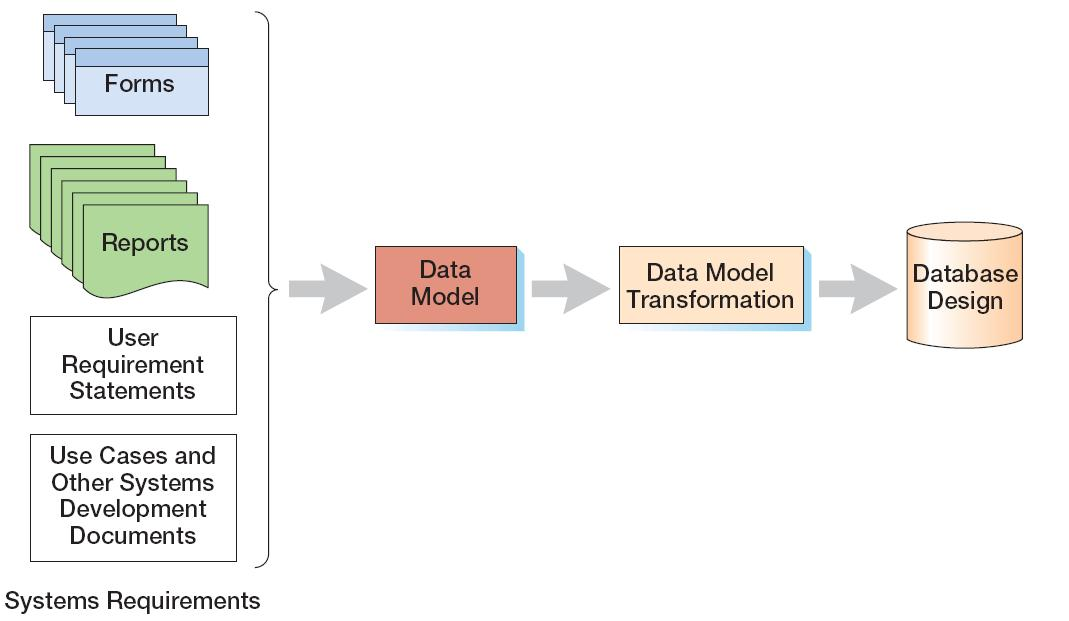 Forms
Reports
User
Requirement
Statements
Use Cases and
Other Systems
Development
Documents
Systems Requirements
Data
Model
Data Model
Transformation
Database
Design